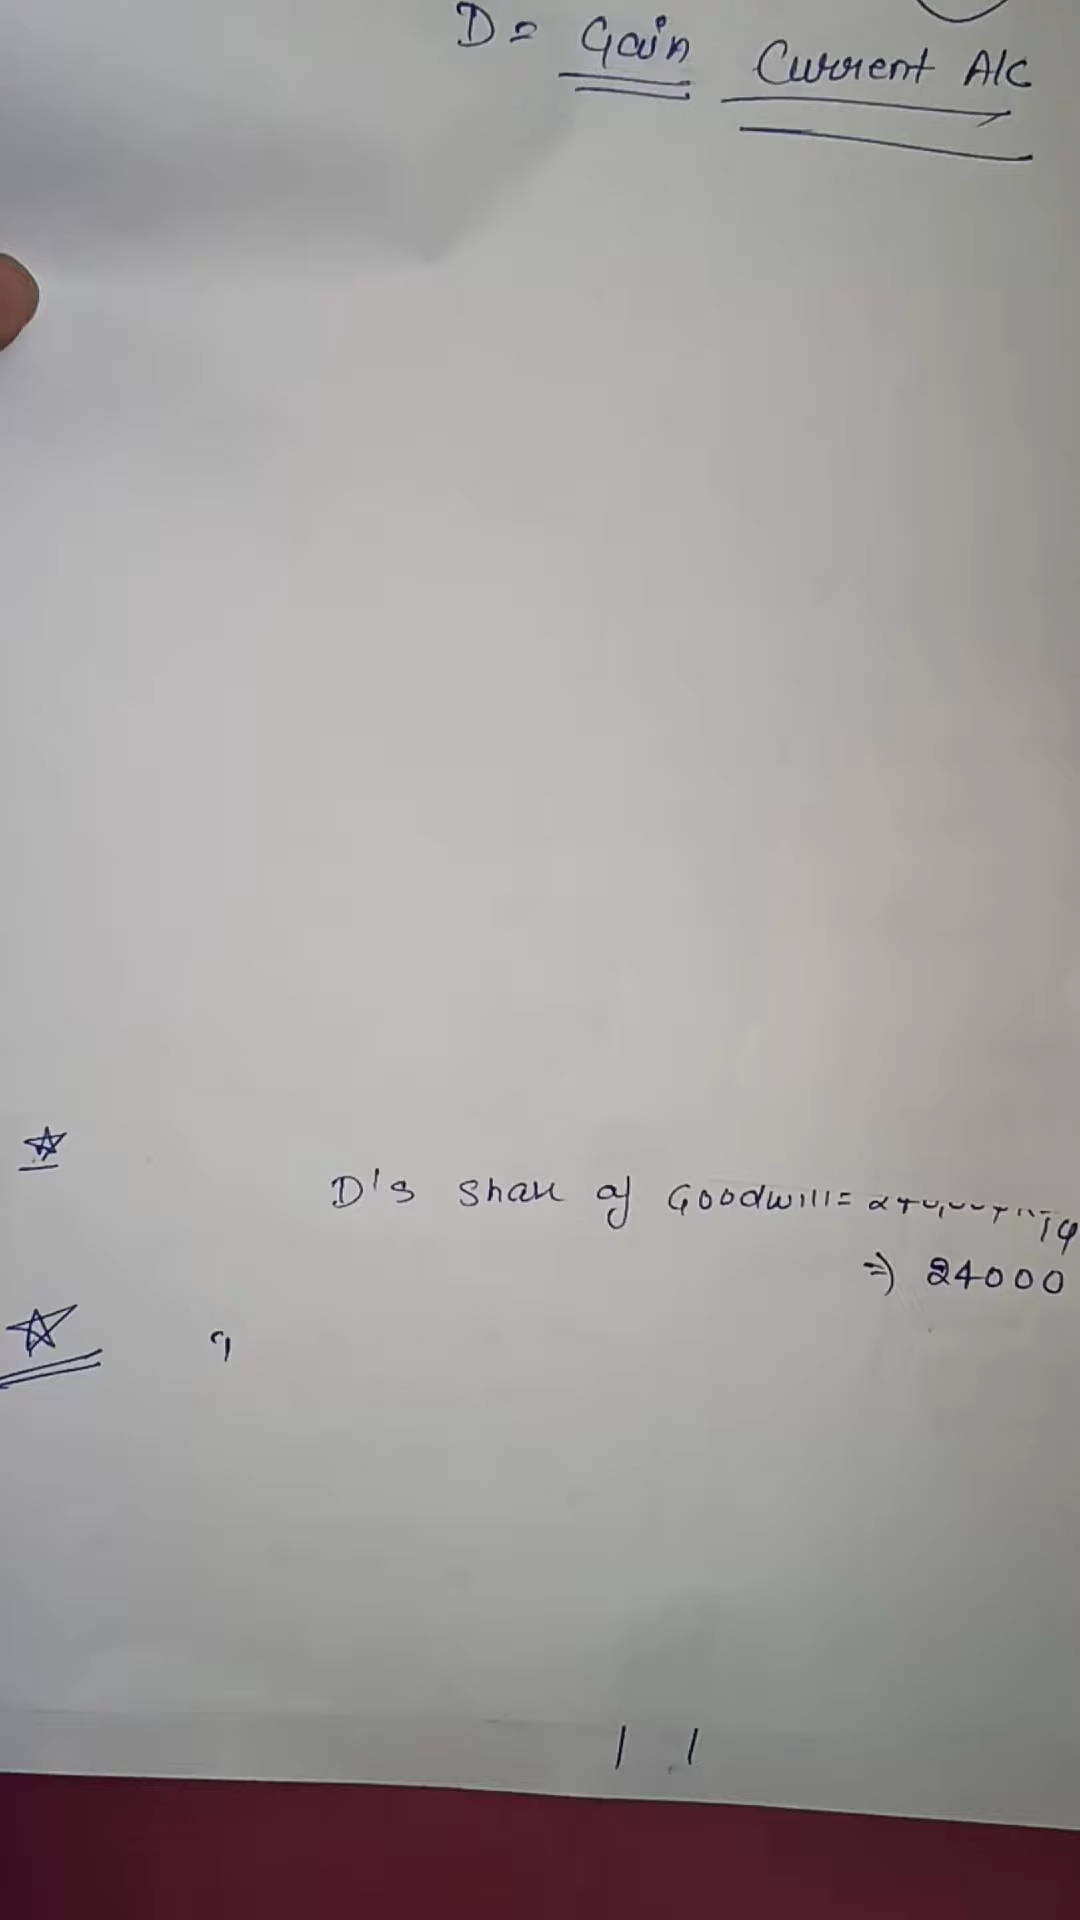 D = Gain Current A/C
D's share of Goodwill=
⇒ 24000